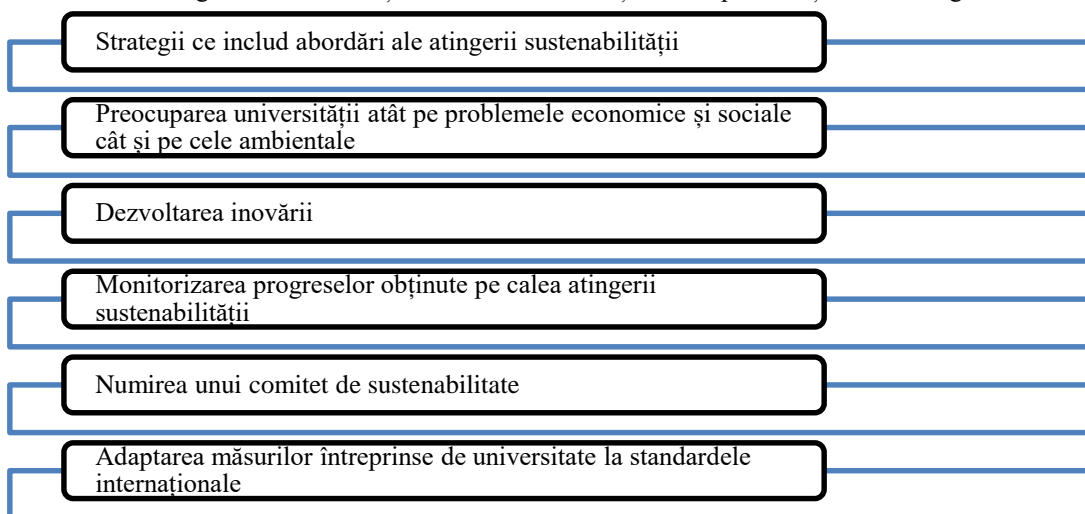 Strategii ce includ abordări ale atingerii sustenabilității
Preocuparea universității atât pe problemele economice și sociale
cât și pe cele ambientale
Dezvoltarea inovării
Monitorizarea progreselor obținute pe calea atingerii
sustenabilității
Numirea unui comitet de sustenabilitate
Adaptarea măsurilor întreprinse de universitate la standardele
internaționale